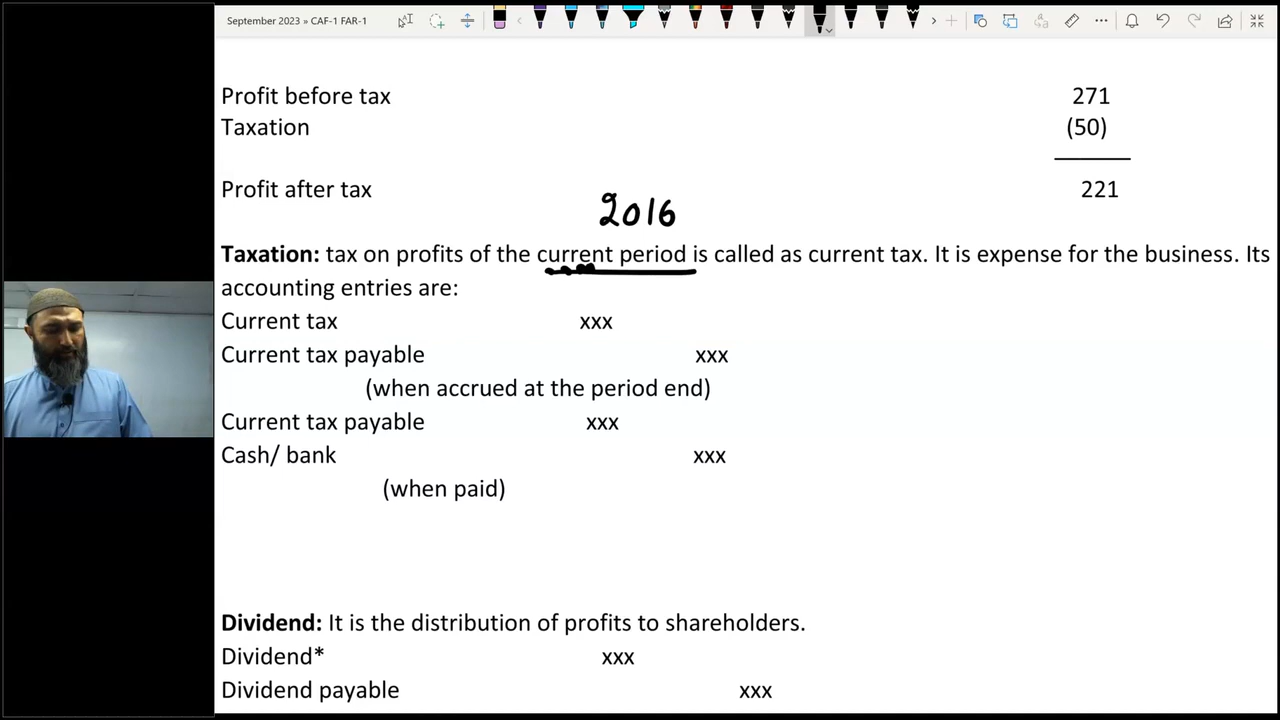 September 2023 » CAF-1 FAR-1
Profit before tax 271
Taxation (50)
Profit after tax 221
2016
Taxation: tax on profits of the current period is called as current tax. It is expense for the business. Its
accounting entries are:
Current tax xxx
Current tax payable xxx
(when accrued at the period end)
Current tax payable xxx
Cash/ bank xxx
(when paid)
Dividend: It is the distribution of profits to shareholders.
Dividend* xxx
Dividend payable xxx